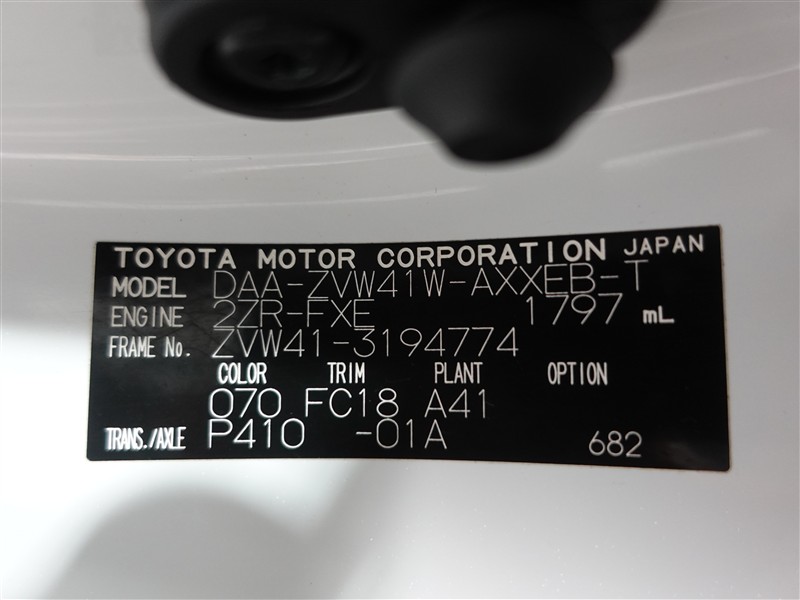 TOYOTA MOTOR CORPORATION JAPAN
MODEL DAA-ZVW41W-AXXEB-T
ENGINE 2ZR-FXE 1797 mL
FRAME No. ZVW41-3194774
COLOR TRIM PLANT OPTION
070 FC18 A41
TRANS./AXLE P410 -01A 682